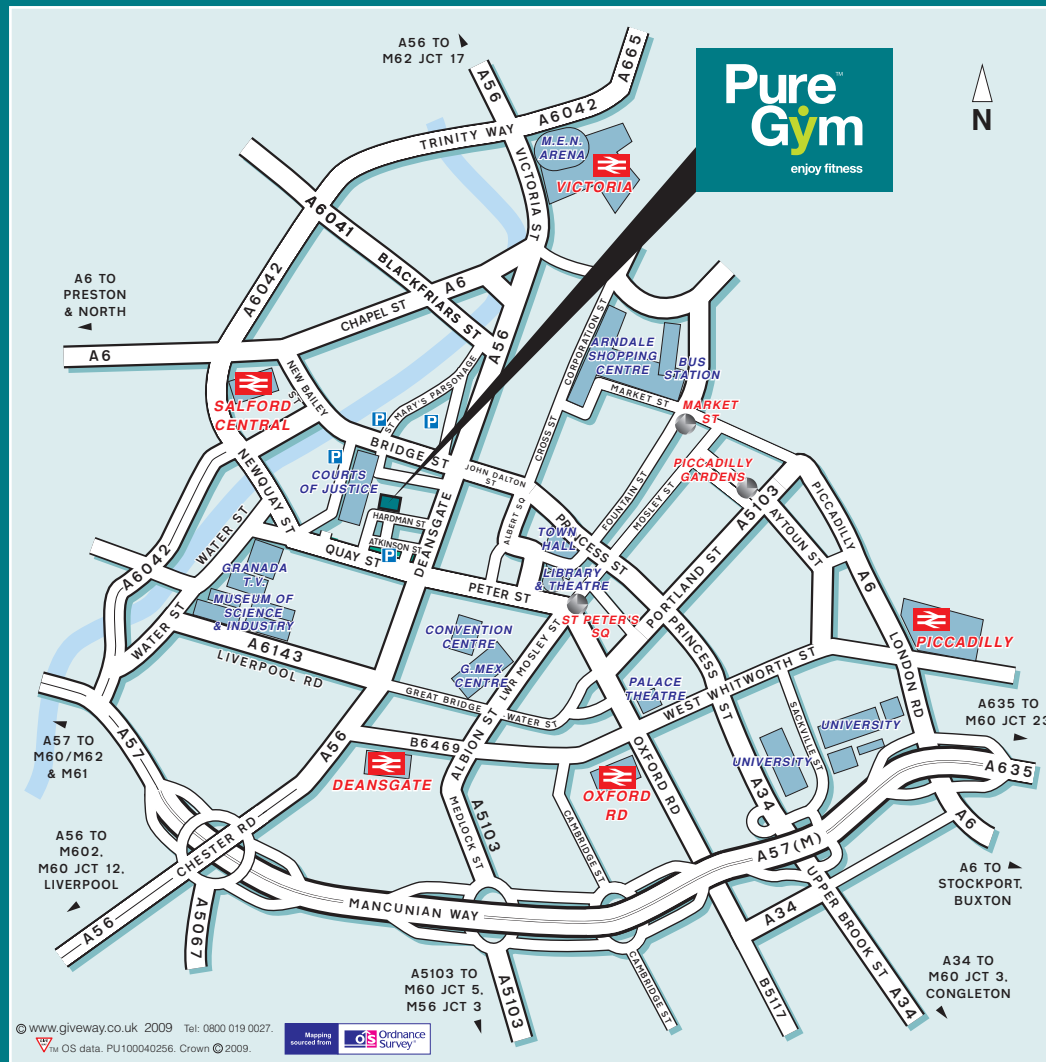 A56 TO
M62 JCT 17
A56
A665
A6042
TRINITY WAY
M.E.N.
ARENA
VICTORIA
VICTORIA ST
Pure™
Gym
enjoy fitness
N
A6041
BLACKFRIARS ST
A6042
A6 TO
PRESTON
& NORTH
A6
CHAPEL ST
A6
A56
CORPORATION ST
ARNDALE
SHOPPING
CENTRE
BUS
STATION
MARKET ST
MARKET
ST
SALFORD
CENTRAL
NEW BAILEY
ST
ST MARY'S PARSONAGE
P
P
P
BRIDGE ST
JOHN DALTON
ST
CROSS ST
COURTS
OF JUSTICE
NEWQUAY ST
HARDMAN ST
ATKINSON ST
P
QUAY ST
DEANSGATE
ALBERT SQ
FOUNTAIN ST
MOSLEY ST
PICCADILLY
GARDENS
A5103
AYTOUN ST
PICCADILLY
A6
TOWN
HALL
PRINCESS ST
LIBRARY
& THEATRE
PETER ST
ST PETER'S
SQ
PORTLAND ST
WATER ST
A6042
GRANADA
T.V.
MUSEUM OF
SCIENCE
& INDUSTRY
WATER ST
A6143
LIVERPOOL RD
CONVENTION
CENTRE
G.MEX
CENTRE
LWR MOSLEY ST
GREAT BRIDGE
WATER ST
PALACE
THEATRE
PRINCESS ST
WEST WHITWORTH ST
LONDON RD
PICCADILLY
A635 TO
M60 JCT 23
A57 TO
M60/M62
& M61
A57
A56
B6469
DEANSGATE
ALBION ST
OXFORD
RD
OXFORD RD
SACKVILLE ST
UNIVERSITY
UNIVERSITY
A635
A34
A6
A57(M)
A56 TO
M602,
M60 JCT 12,
LIVERPOOL
CHESTER RD
A56
A5067
MEDLOCK ST
A5103
CAMBRIDGE ST
MANCUNIAN WAY
A6 TO
STOCKPORT,
BUXTON
A34
UPPER BROOK ST
A34
A34 TO
M60 JCT 3,
CONGLETON
B5117
CAMBRIDGE ST
A5103 TO
M60 JCT 5,
M56 JCT 3
A5103
© www.giveway.co.uk 2009 Tel: 0800 019 0027.
TM OS data. PU100040256. Crown © 2009.
Mapping
sourced from
OS Ordnance
Survey®